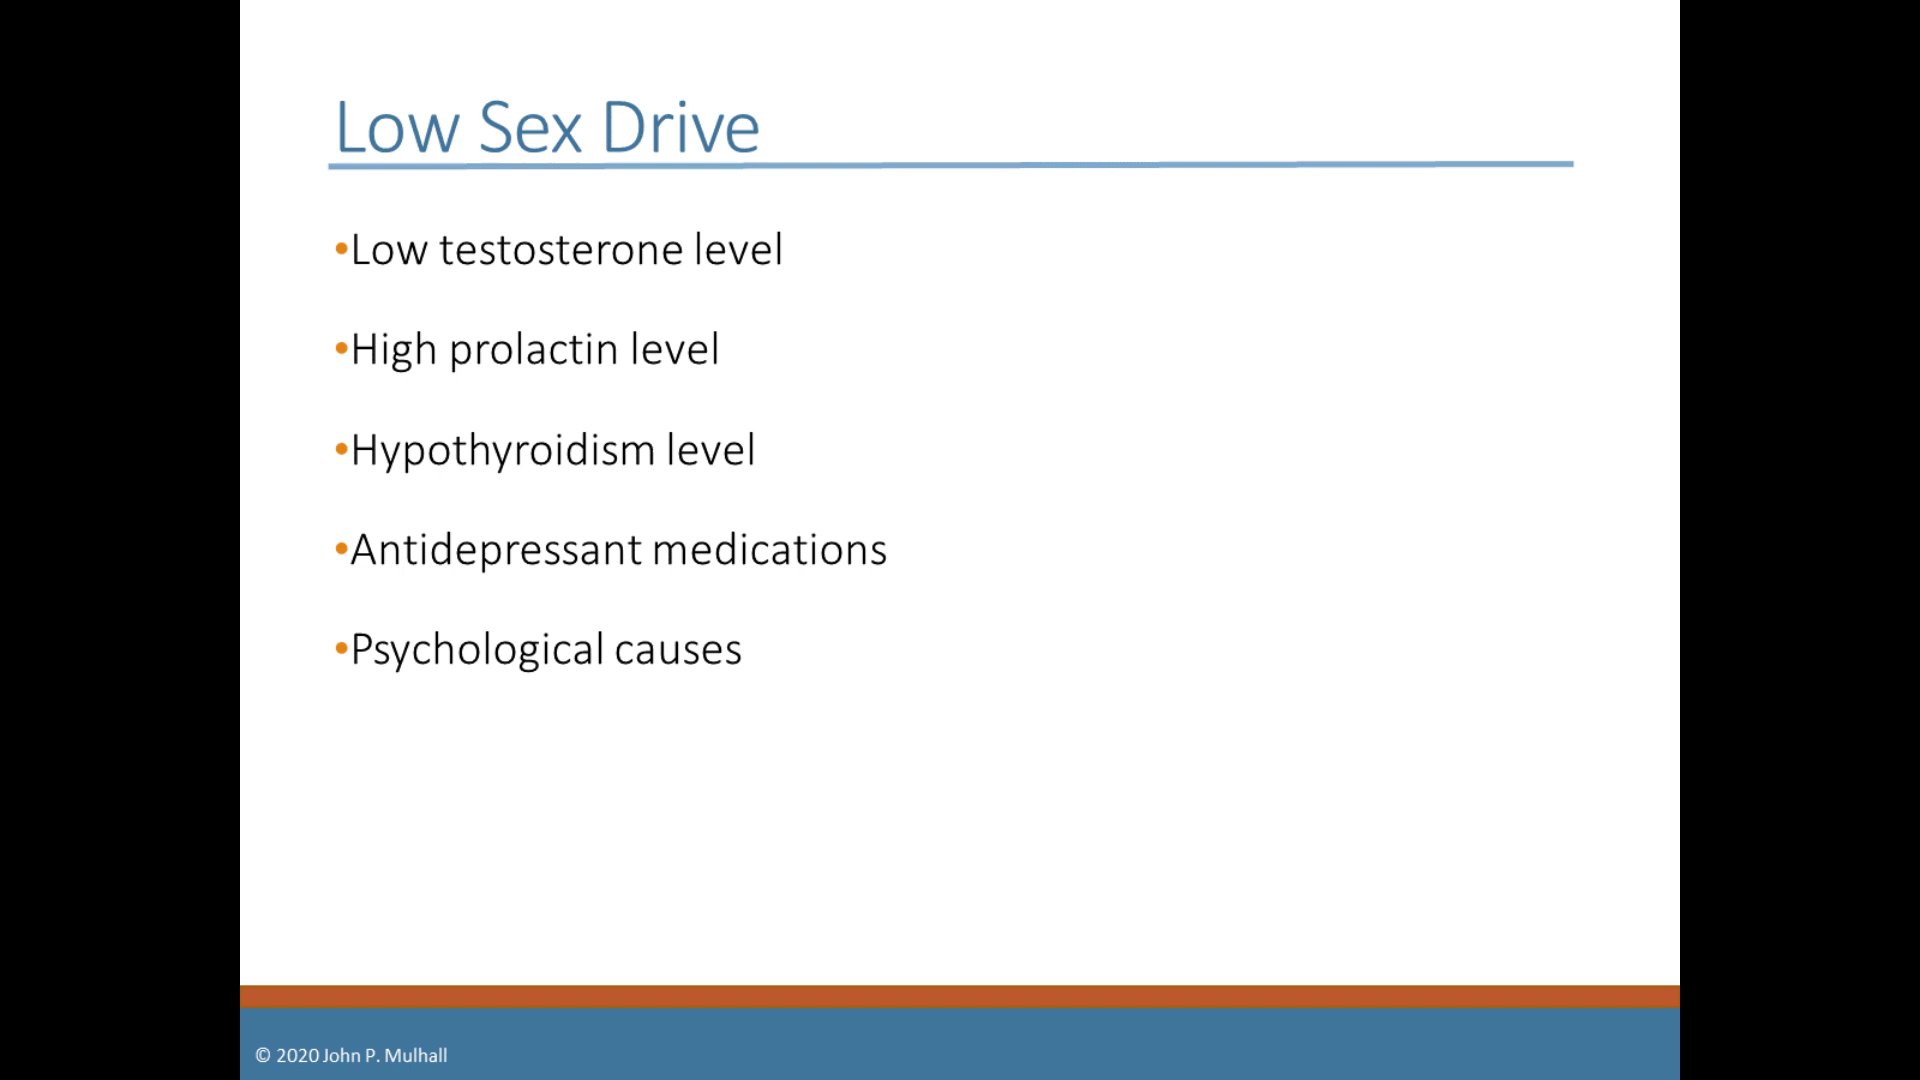 Low Sex Drive
•Low testosterone level
•High prolactin level
•Hypothyroidism level
•Antidepressant medications
•Psychological causes
© 2020 John P. Mulhall